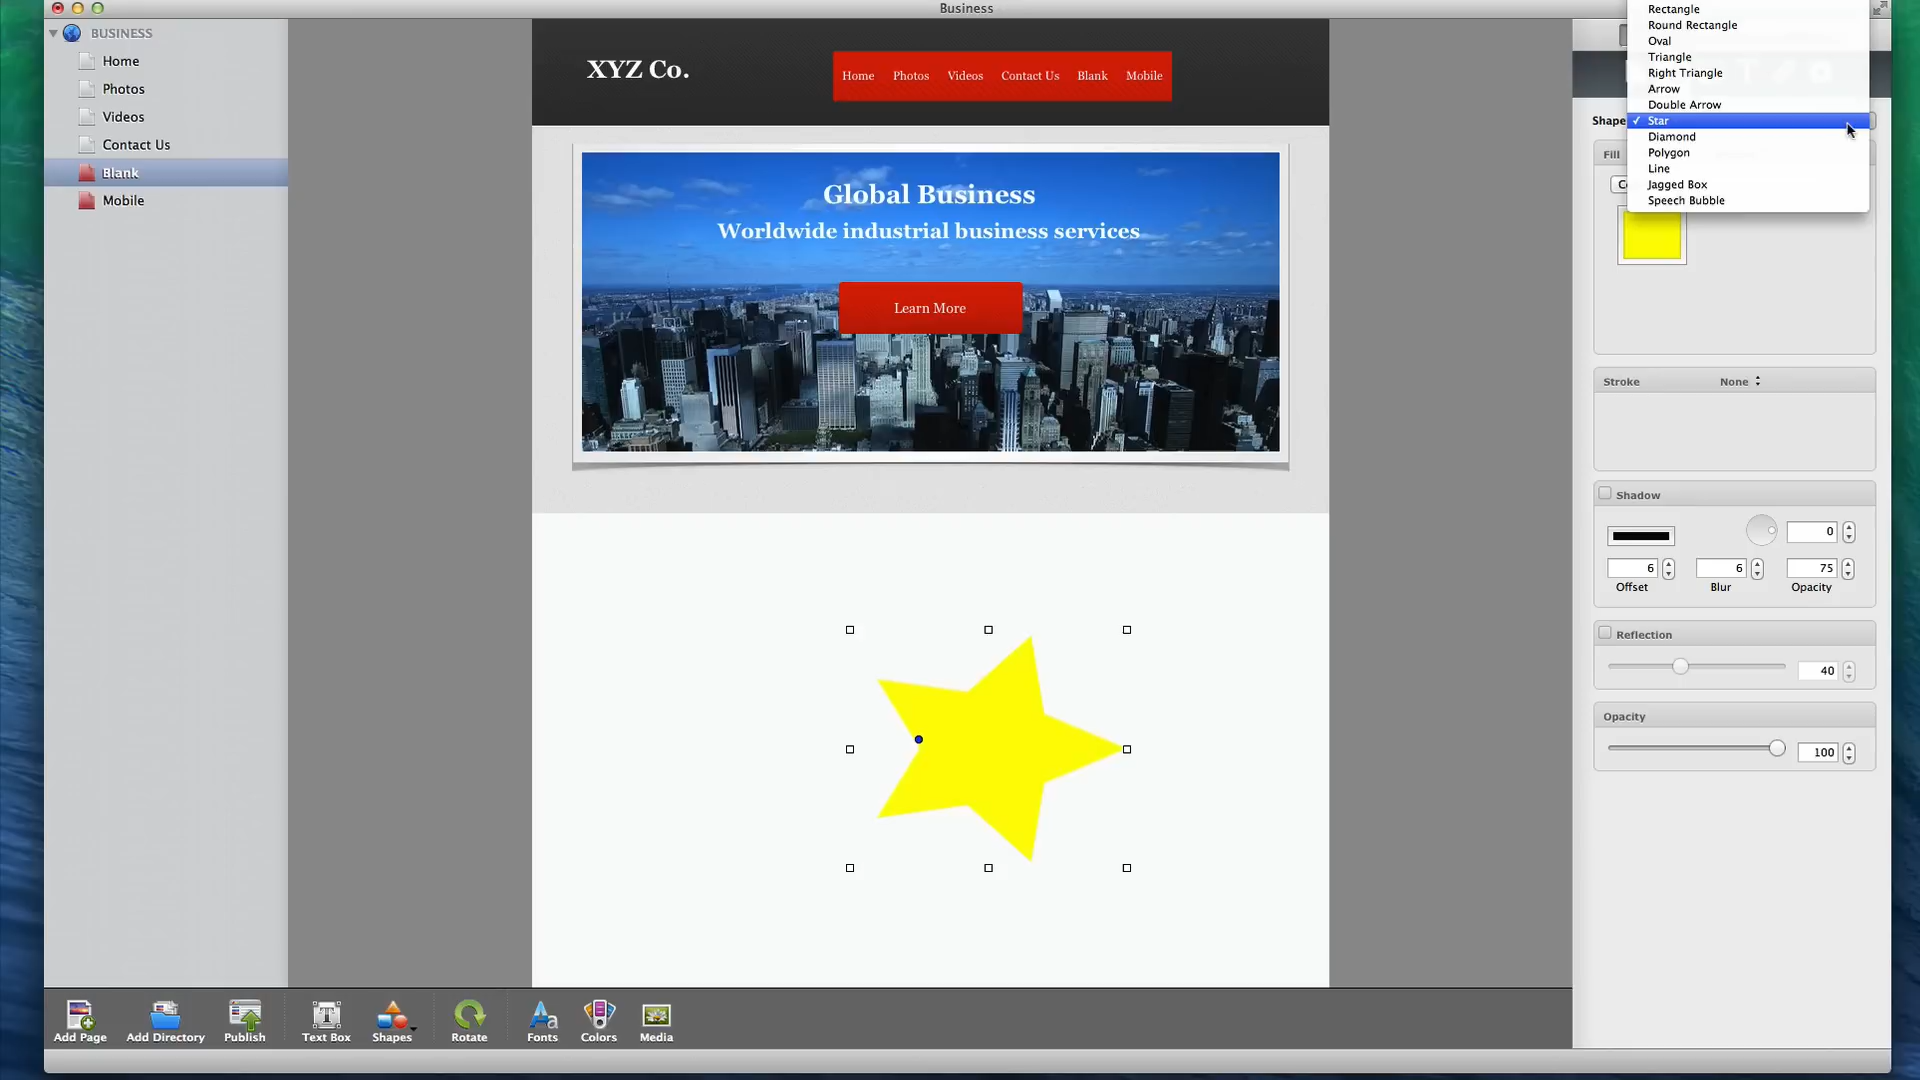 Business
BUSINESS
Home
Photos
Videos
Contact Us
Blank
Mobile
XYZ Co.
Home Photos Videos Contact Us Blank Mobile
Global Business
Worldwide industrial business services
Learn More
Rectangle
Round Rectangle
Oval
Triangle
Right Triangle
Arrow
Double Arrow
Shape ✓ Star
Diamond
Polygon
Line
Jagged Box
Speech Bubble
Fill
Stroke None
Shadow
0
6 6 75
Offset Blur Opacity
Reflection
40
Opacity
100
Add Page Add Directory Publish Text Box Shapes Rotate Fonts Colors Media